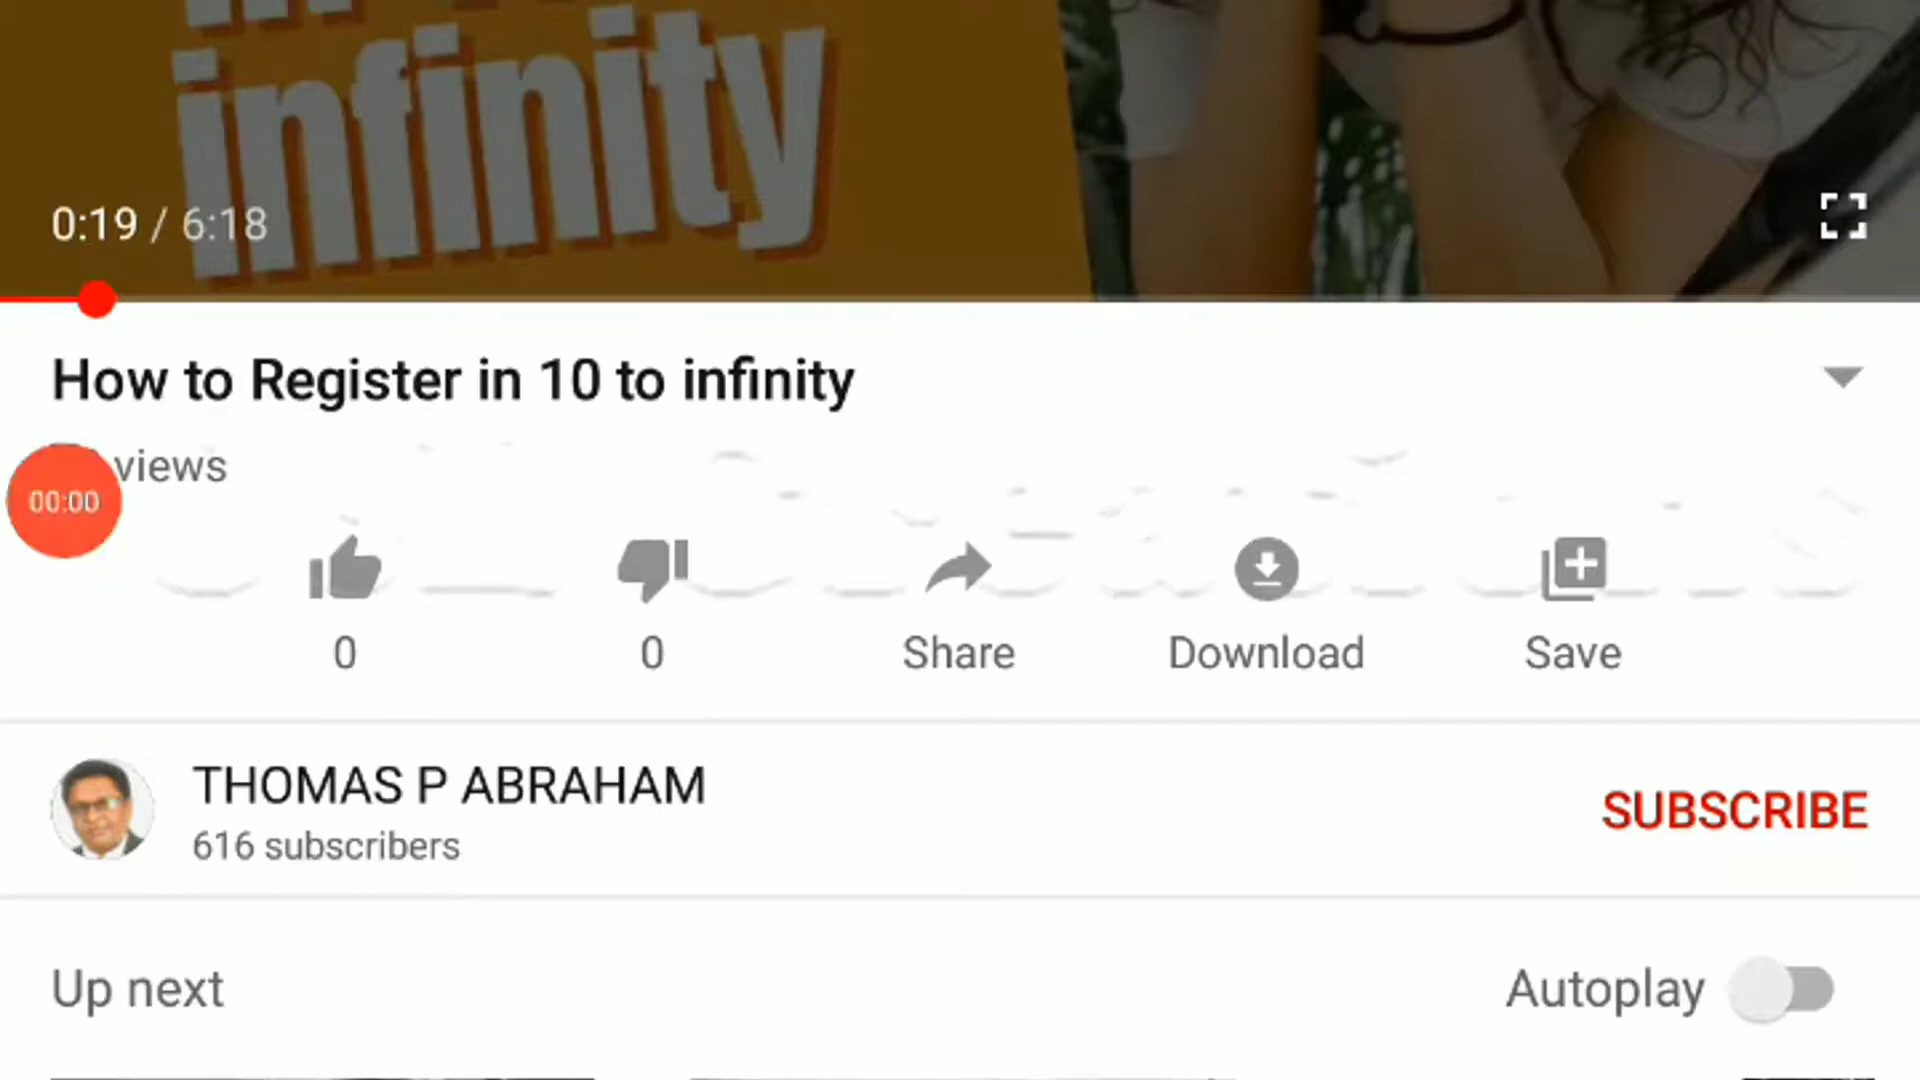 infinity
0:19 / 6:18
How to Register in 10 to infinity
views
00:00
0
0
Share
Download
Save
THOMAS P ABRAHAM
616 subscribers
SUBSCRIBE
Up next
Autoplay